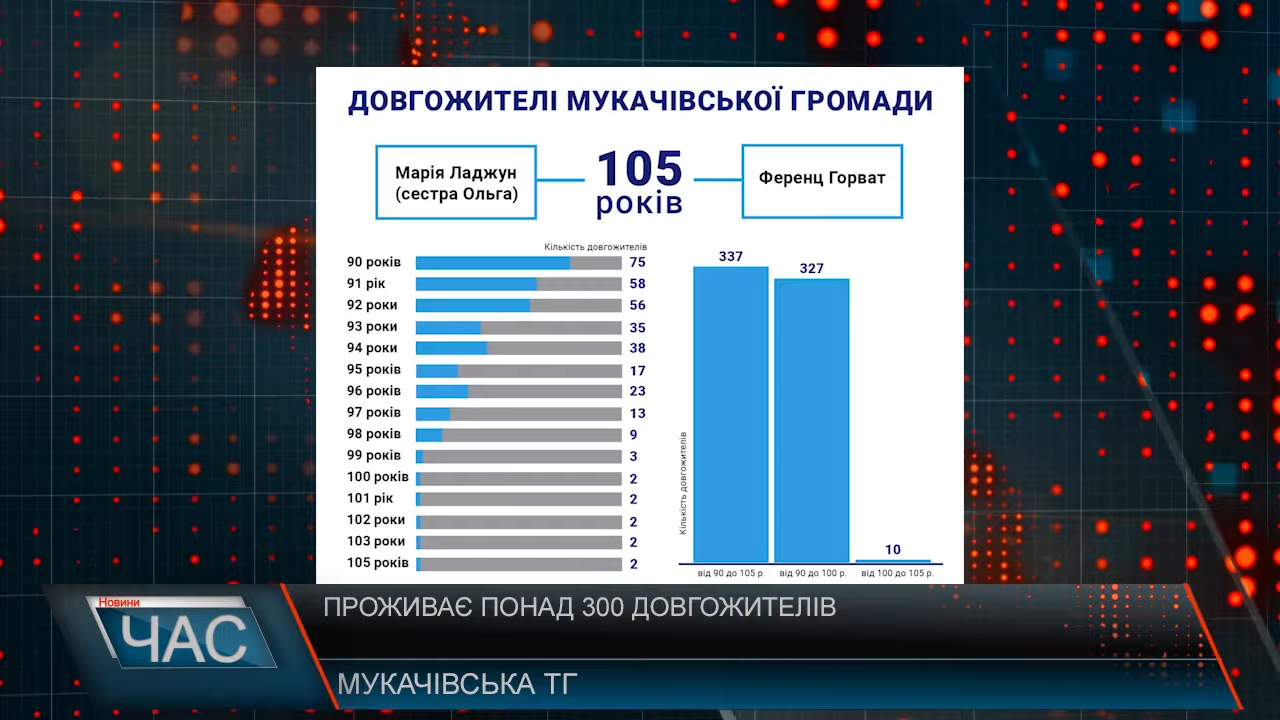 ДОВГОЖИТЕЛІ МУКАЧІВСЬКОЇ ГРОМАДИ
Марія Ладжун
(сестра Ольга)
105
років
Ференц Горват
Кількість довгожителів
90 років 75
91 рік 58
92 роки 56
93 роки 35
94 роки 38
95 років 17
96 років 23
97 років 13
98 років 9
99 років 3
100 років 2
101 рік 2
102 роки 2
103 роки 2
105 років 2
337
327
10
Кількість довгожителів
від 90 до 105 р. від 90 до 100 р. від 100 до 105 р.
Новини
ЧАС
ПРОЖИВАЄ ПОНАД 300 ДОВГОЖИТЕЛІВ
МУКАЧІВСЬКА ТГ